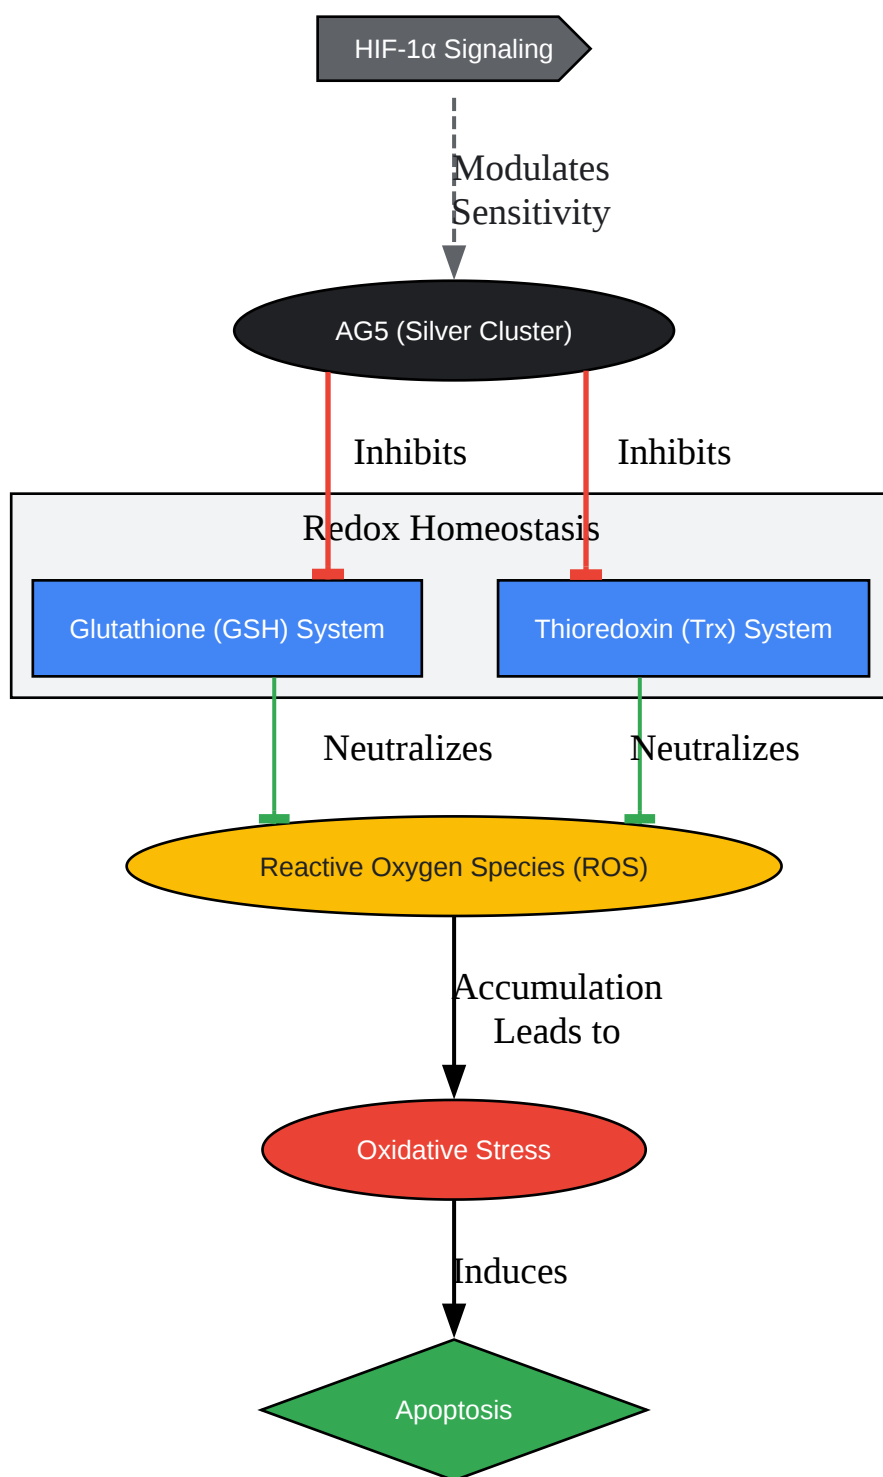 HIF-1α Signaling
Modulates
Sensitivity
AG5 (Silver Cluster)
Inhibits
Inhibits
Redox Homeostasis
Glutathione (GSH) System
Thioredoxin (Trx) System
Neutralizes
Neutralizes
Reactive Oxygen Species (ROS)
Accumulation
Leads to
Oxidative Stress
Induces
Apoptosis